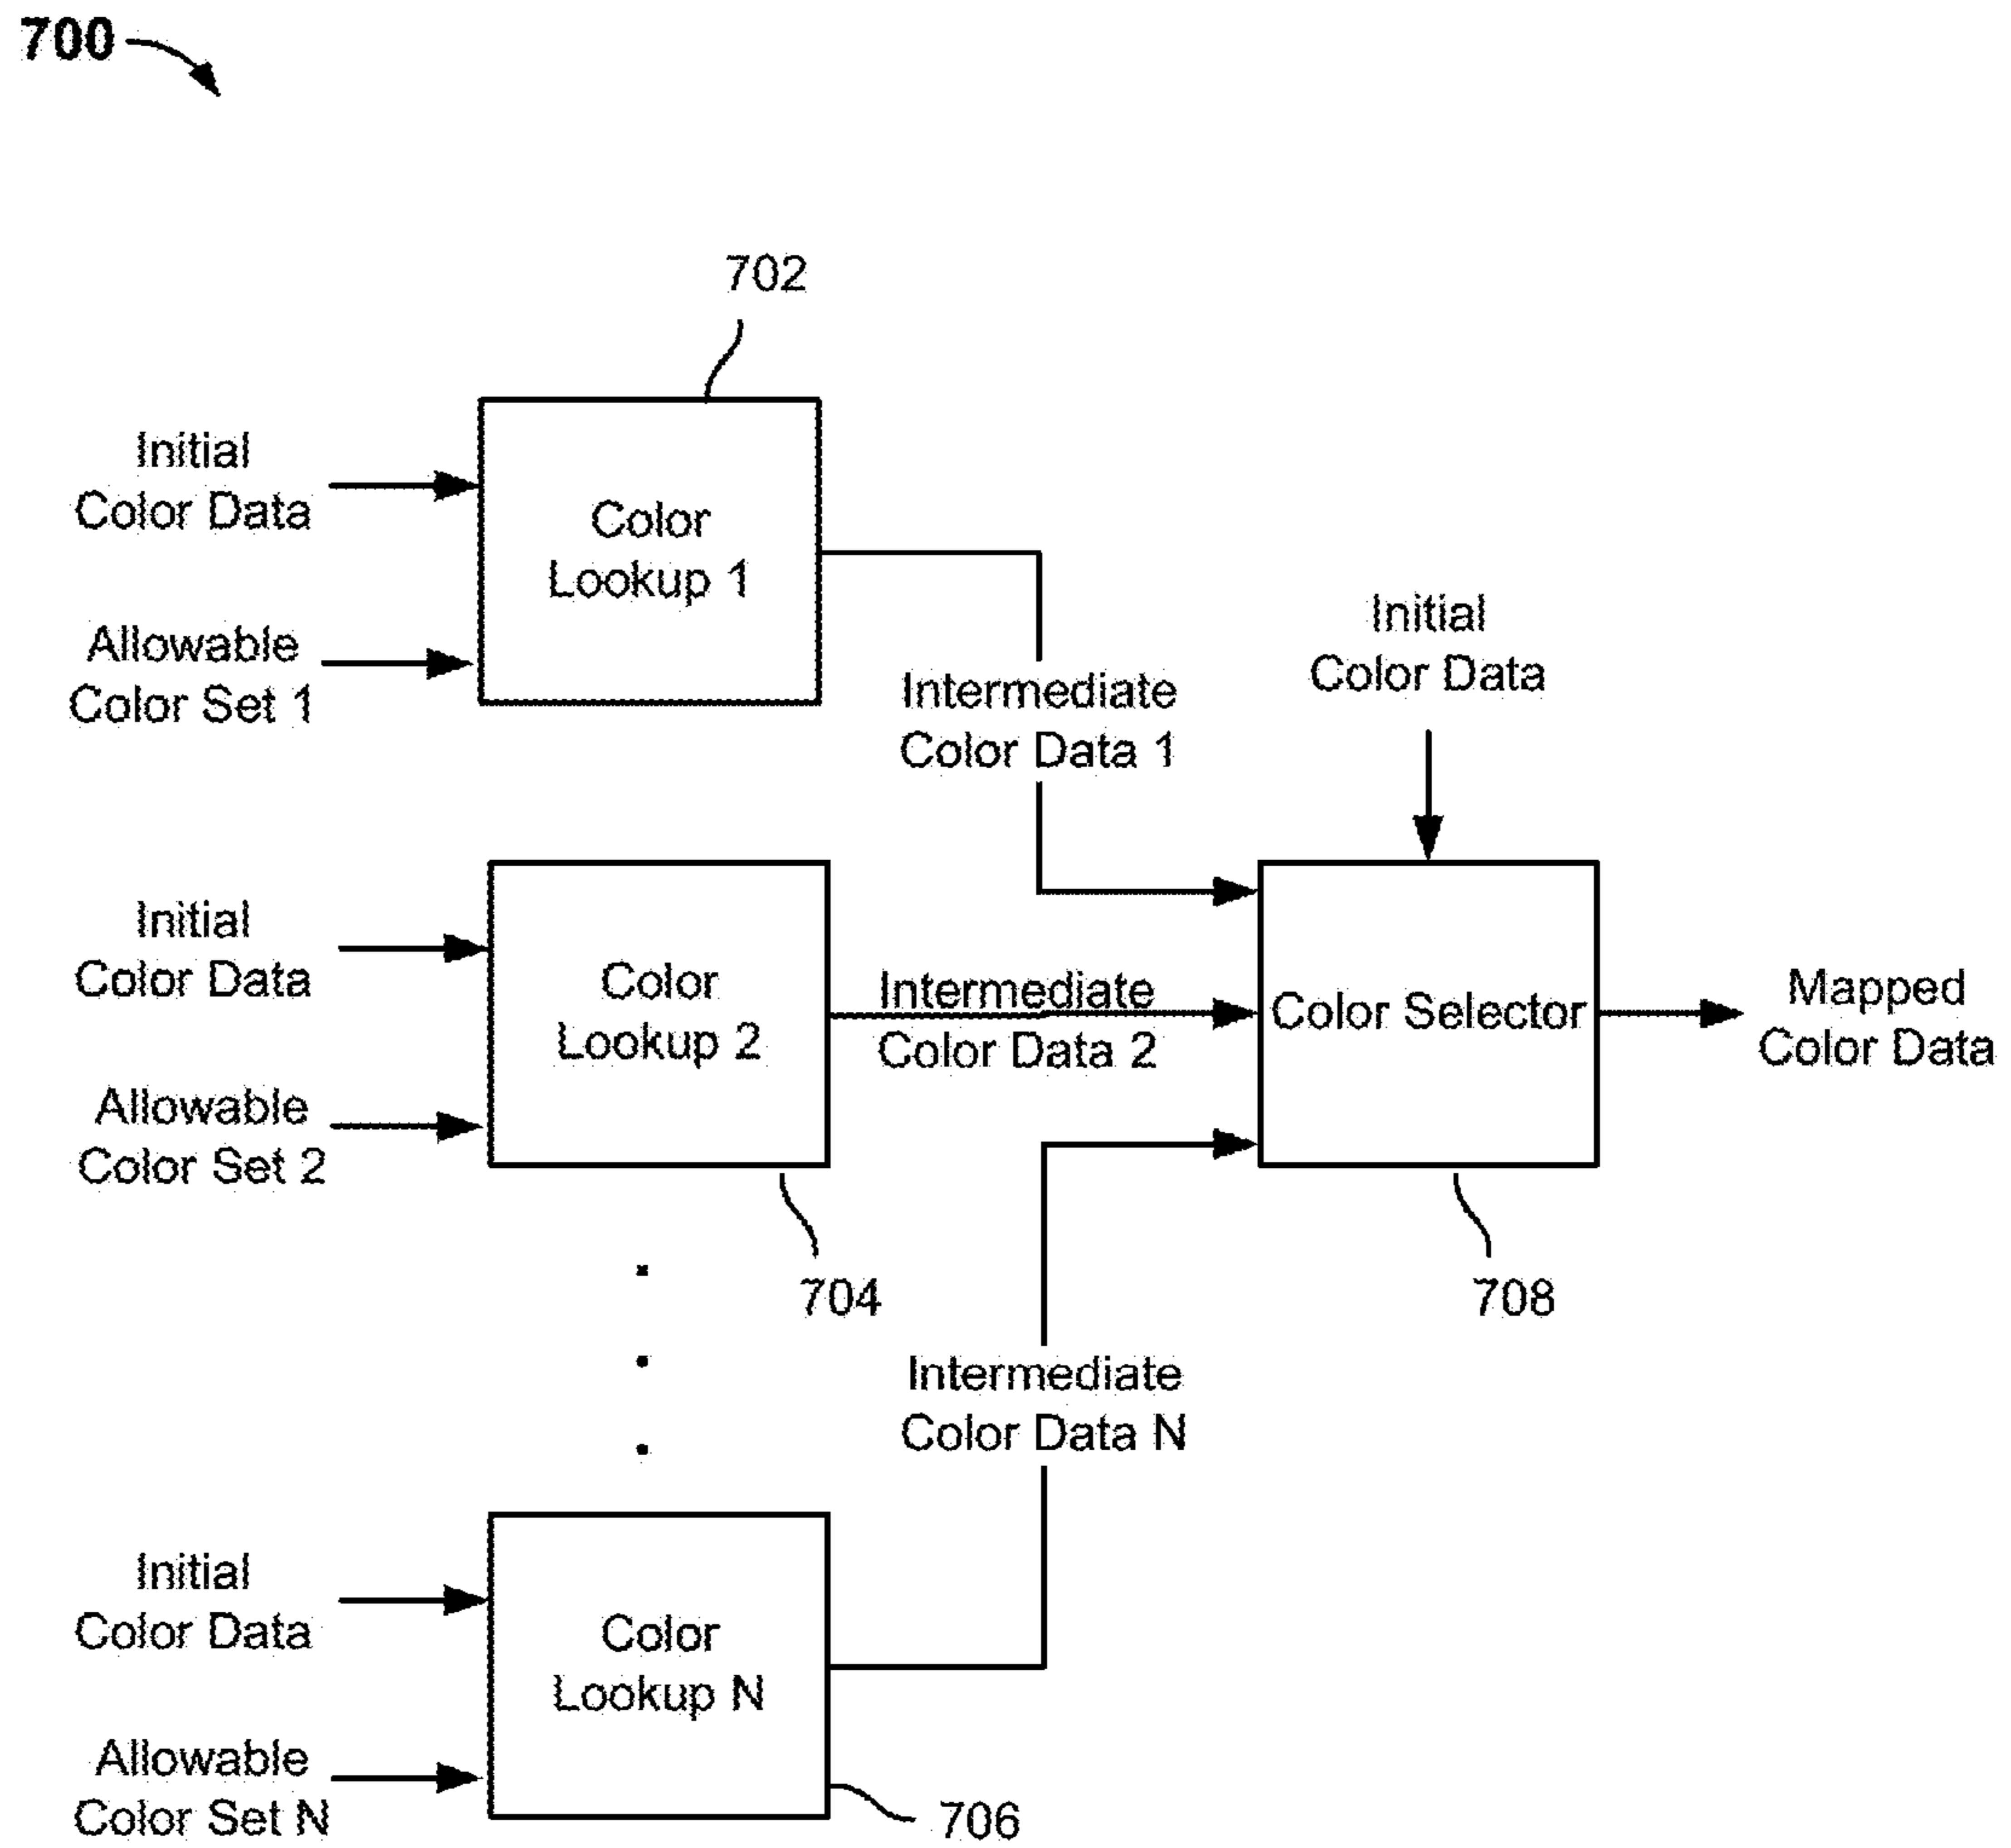 700
702
Initial
Color Data
Color
Lookup 1
Allowable
Color Set 1
Intermediate
Color Data 1
Initial
Color Data
Initial
Color Data
Color
Lookup 2
Allowable
Color Set 2
704
Intermediate
Color Data 2
Color Selector
708
Mapped
Color Data
Intermediate
Color Data N
Initial
Color Data
Color
Lookup N
Allowable
Color Set N
706